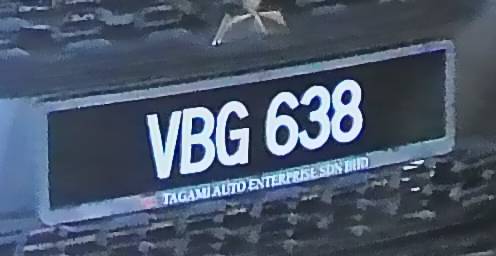 VBG 638
TAGAMI AUTO ENTERPRISE SDN BHD